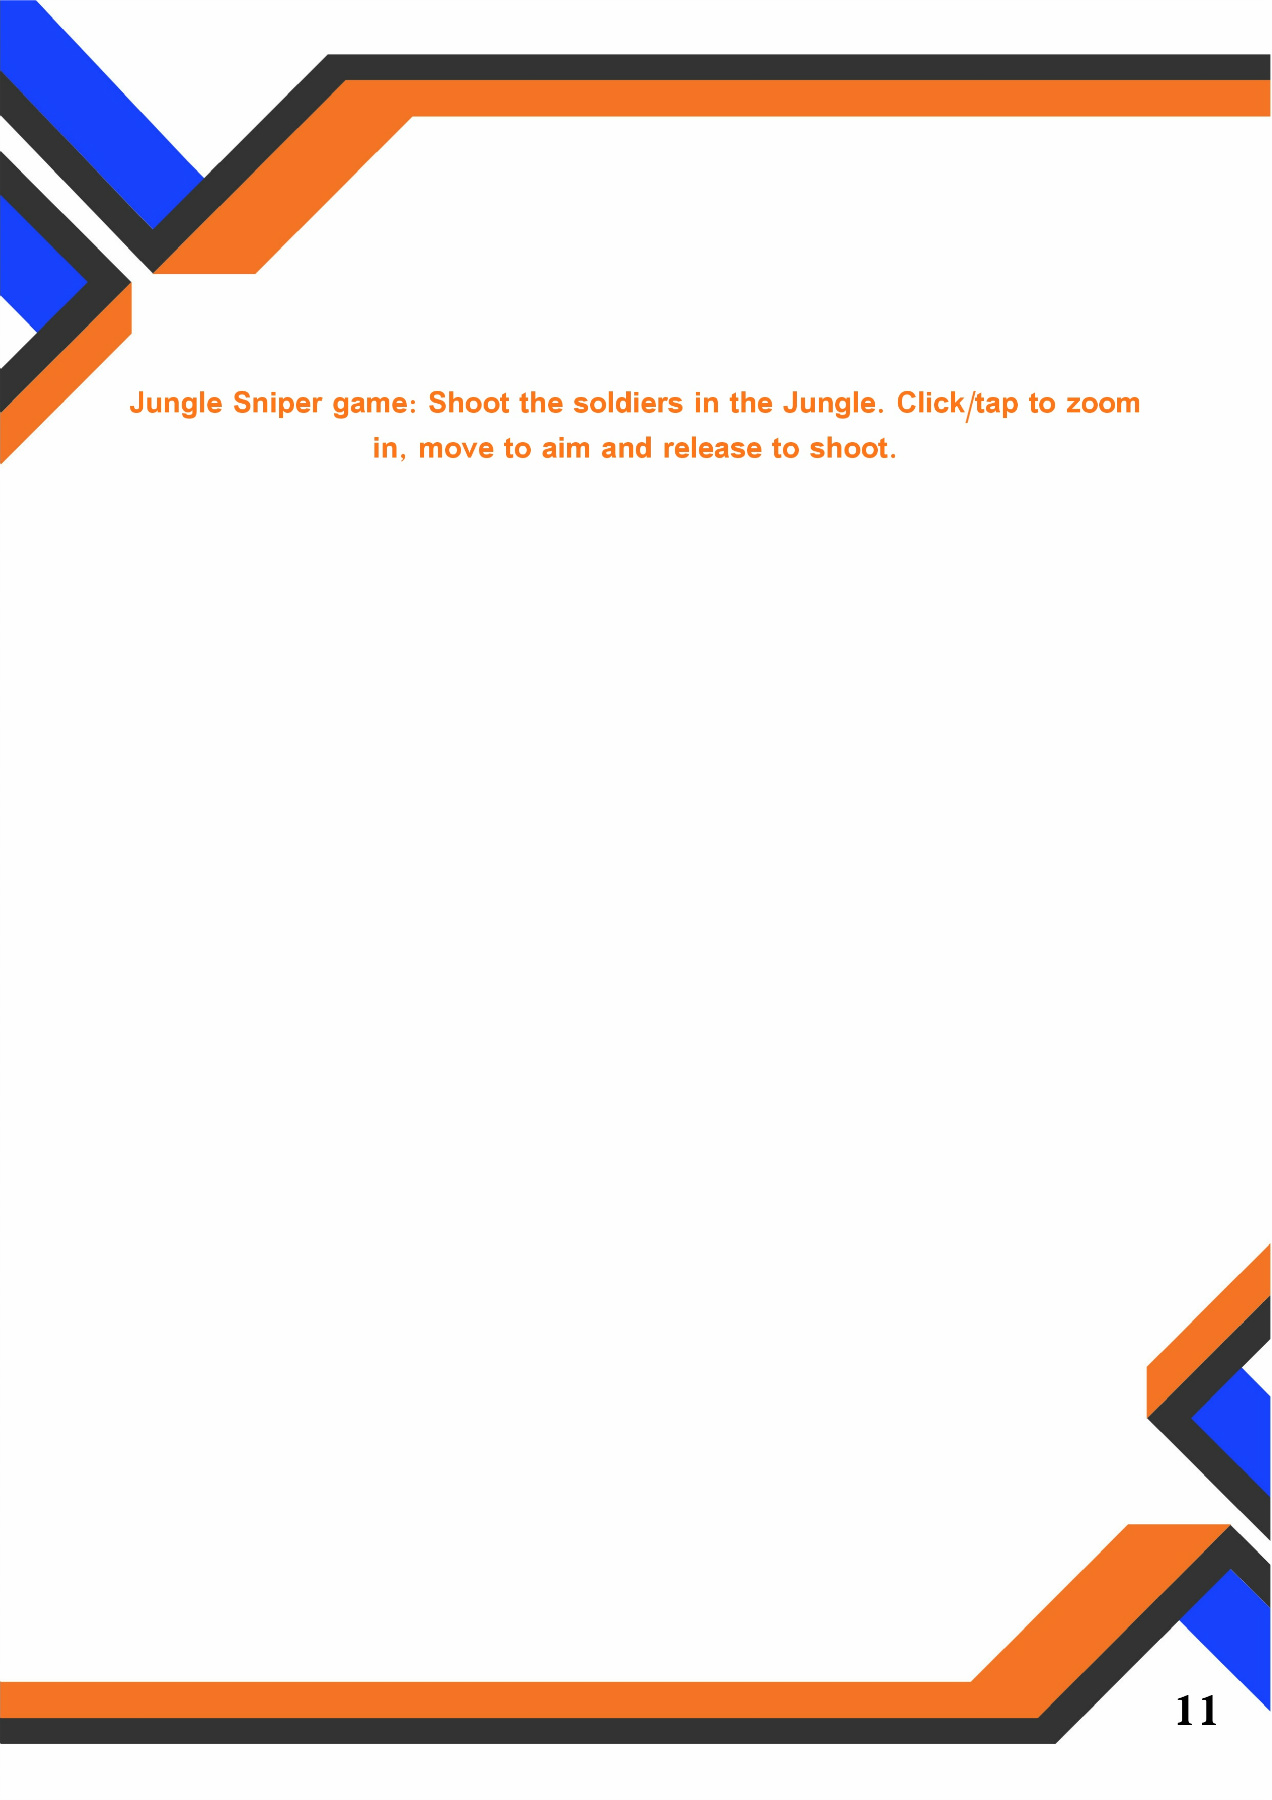 Jungle Sniper game: Shoot the soldiers in the Jungle. Click/tap to zoom
in, move to aim and release to shoot.
11